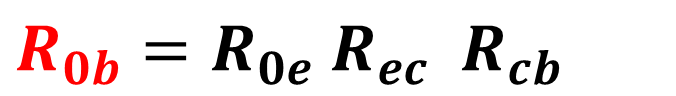 R₀b = R₀e Rec Rcb